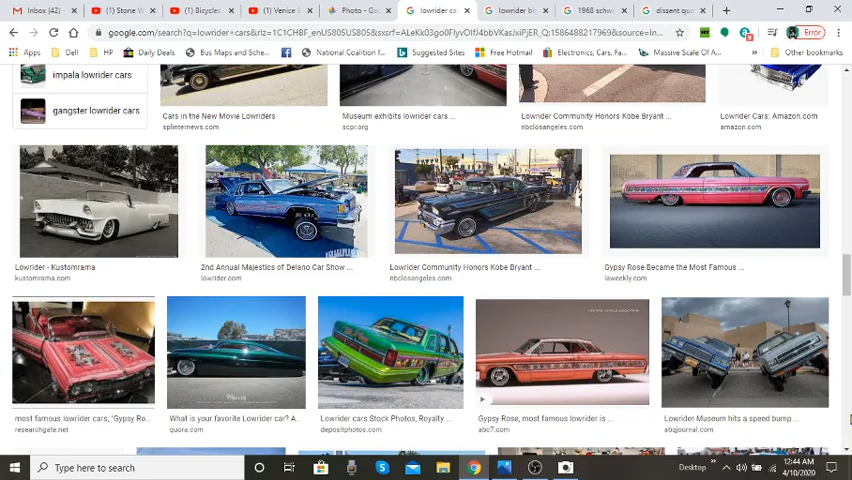 Inbox (42)
(1) Stone W
(1) Bicycles
(1) Venice B
Photo - Go
lowrider ca
lowrider bi
1968 schw
dissent quo
google.com/search?q=lowrider+cars&rlz=1C1CHBF_enUS805US805&sxsrf=
Error
Apps
Dell
HP
Daily Deals
Bus Maps and Sche...
National Geographic
Suggested Sites
Free Hotmail
Electronics, Cars, Fa...
Massive Scale Of A...
Other bookmarks
impala lowrider cars
gangster lowrider cars
Cars in the New Movie Lowriders
splinternews.com
Museum exhibits lowrider cars ...
scpr.org
Lowrider Community Honors Kobe Bryant ...
nbclosangeles.com
Lowrider Cars: Amazon.com
amazon.com
Lowrider - Kustomrama
kustomrama.com
2nd Annual Majestics of Delano Car Show ...
lowrider.com
Lowrider Community Honors Kobe Bryant ...
nbclosangeles.com
Gypsy Rose Became the Most Famous ...
laweekly.com
most famous lowrider cars, "Gypsy Ro...
researchgate.net
What is your favorite Lowrider car? A...
quora.com
Lowrider cars Stock Photos, Royalty ...
depositphotos.com
Gypsy Rose, most famous lowrider is ...
abc7.com
Lowrider Museum hits a speed bump ...
abqjournal.com
Type here to search
Desktop
12:44 AM
4/10/2020